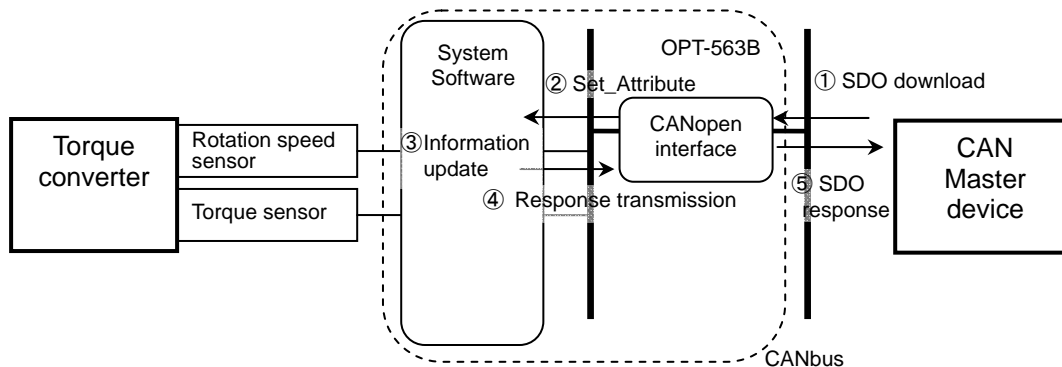 System
Software
OPT-563B
② Set_Attribute
① SDO download
CANopen
interface
Torque
converter
Rotation speed
sensor
Torque sensor
③Information
update
④ Response transmission
⑤ SDO
response
CAN
Master
device
CANbus